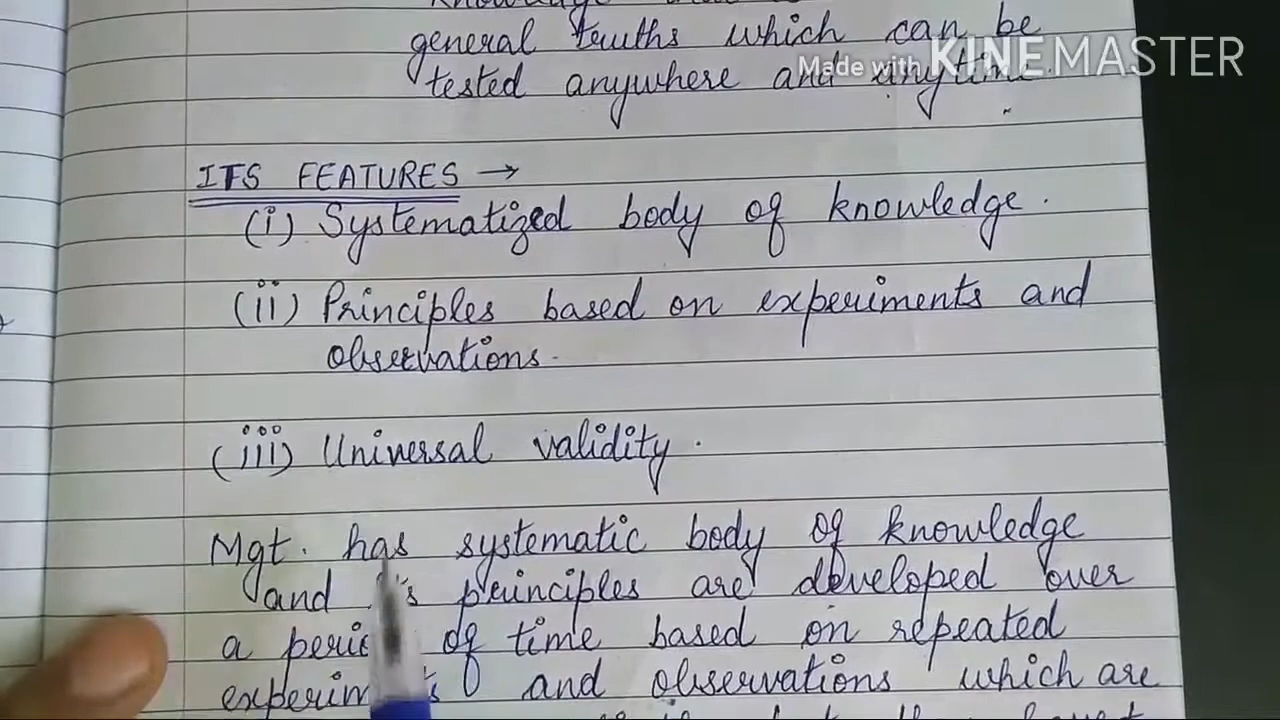 general truths which can be
tested anywhere and anytime.
Made with KINEMASTER
ITS FEATURES →
(i) Systematized body of knowledge.
(ii) Principles based on experiments and
observations.
(iii) Universal validity.
Mgt. has systematic body of knowledge
and principles are developed over
a of time based on repeated
and observations which are